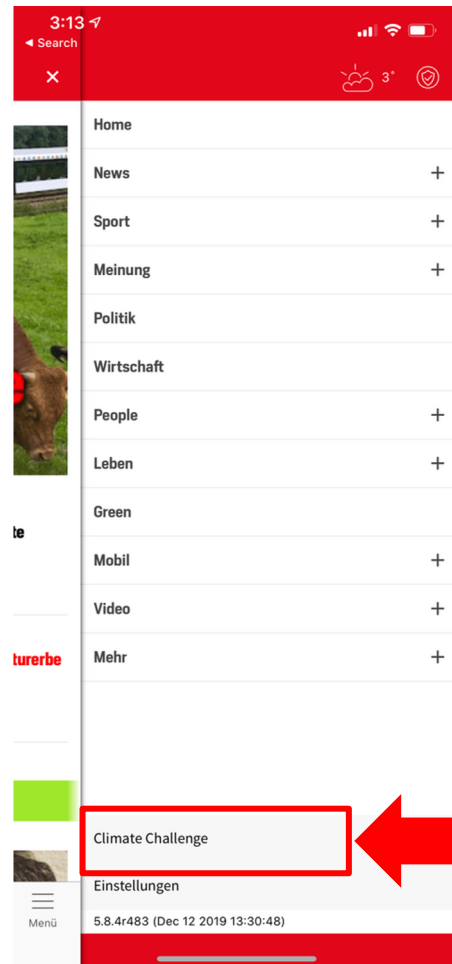 3:13
◄ Search
3°
Home
News +
Sport +
Meinung +
Politik
Wirtschaft
People +
Leben +
Green
te
Mobil +
Video +
turerbe
Mehr +
Climate Challenge
Einstellungen
Menü
5.8.4r483 (Dec 12 2019 13:30:48)